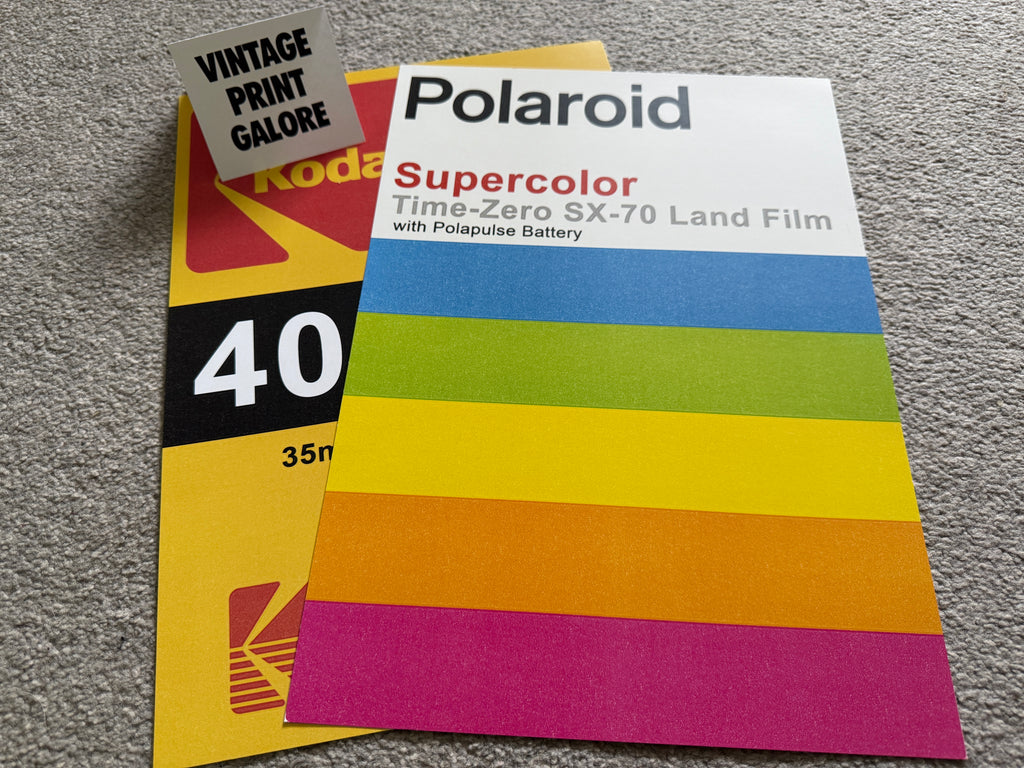 VINTAGE
PRINT
GALORE
Koda
40
35m
Polaroid
Supercolor
Time-Zero SX-70 Land Film
with Polapulse Battery